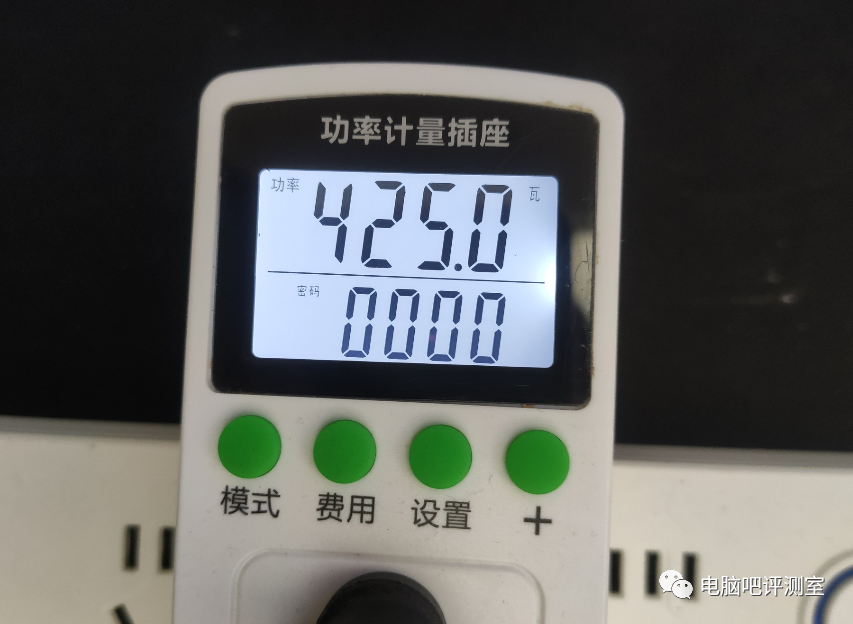 功率计量插座
功率 425.0 瓦
密码 0000
模式 费用 设置 +
电脑吧评测室